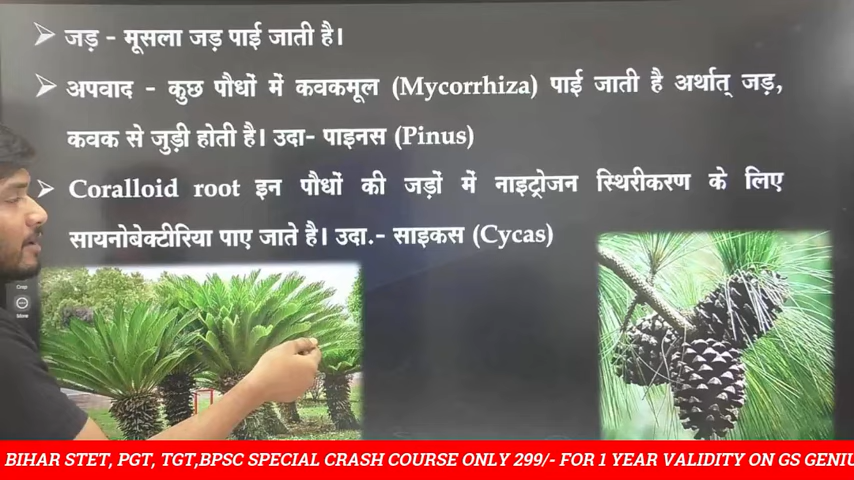 जड़ - मूसला जड़ पाई जाती है।
अपवाद - कुछ पौधों में कवकमूल (Mycorrhiza) पाई जाती है अर्थात् जड़,
कवक से जुड़ी होती है। उदा- पाइनस (Pinus)
Coralloid root इन पौधों की जड़ों में नाइट्रोजन स्थिरीकरण के लिए
सायनोबेक्टीरिया पाए जाते है। उदा.- साइकस (Cycas)
Crop
More
BIHAR STET, PGT, TGT,BPSC SPECIAL CRASH COURSE ONLY 299/- FOR 1 YEAR VALIDITY ON GS GENIU